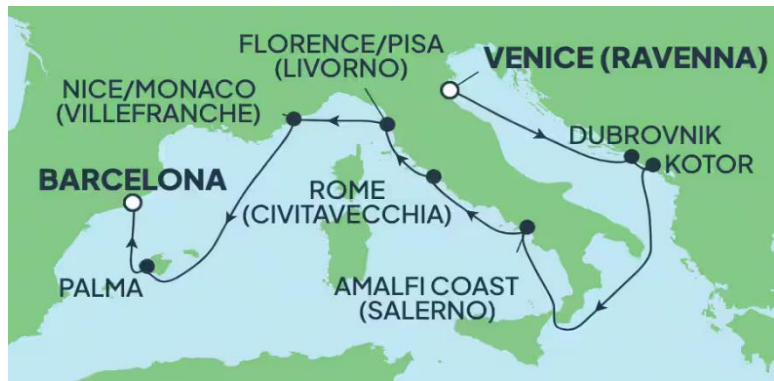 FLORENCE/PISA
(LIVORNO)
VENICE (RAVENNA)
NICE/MONACO
(VILLEFRANCHE)
DUBROVNIK
KOTOR
BARCELONA
ROME
(CIVITAVECCHIA)
PALMA
AMALFI COAST
(SALERNO)